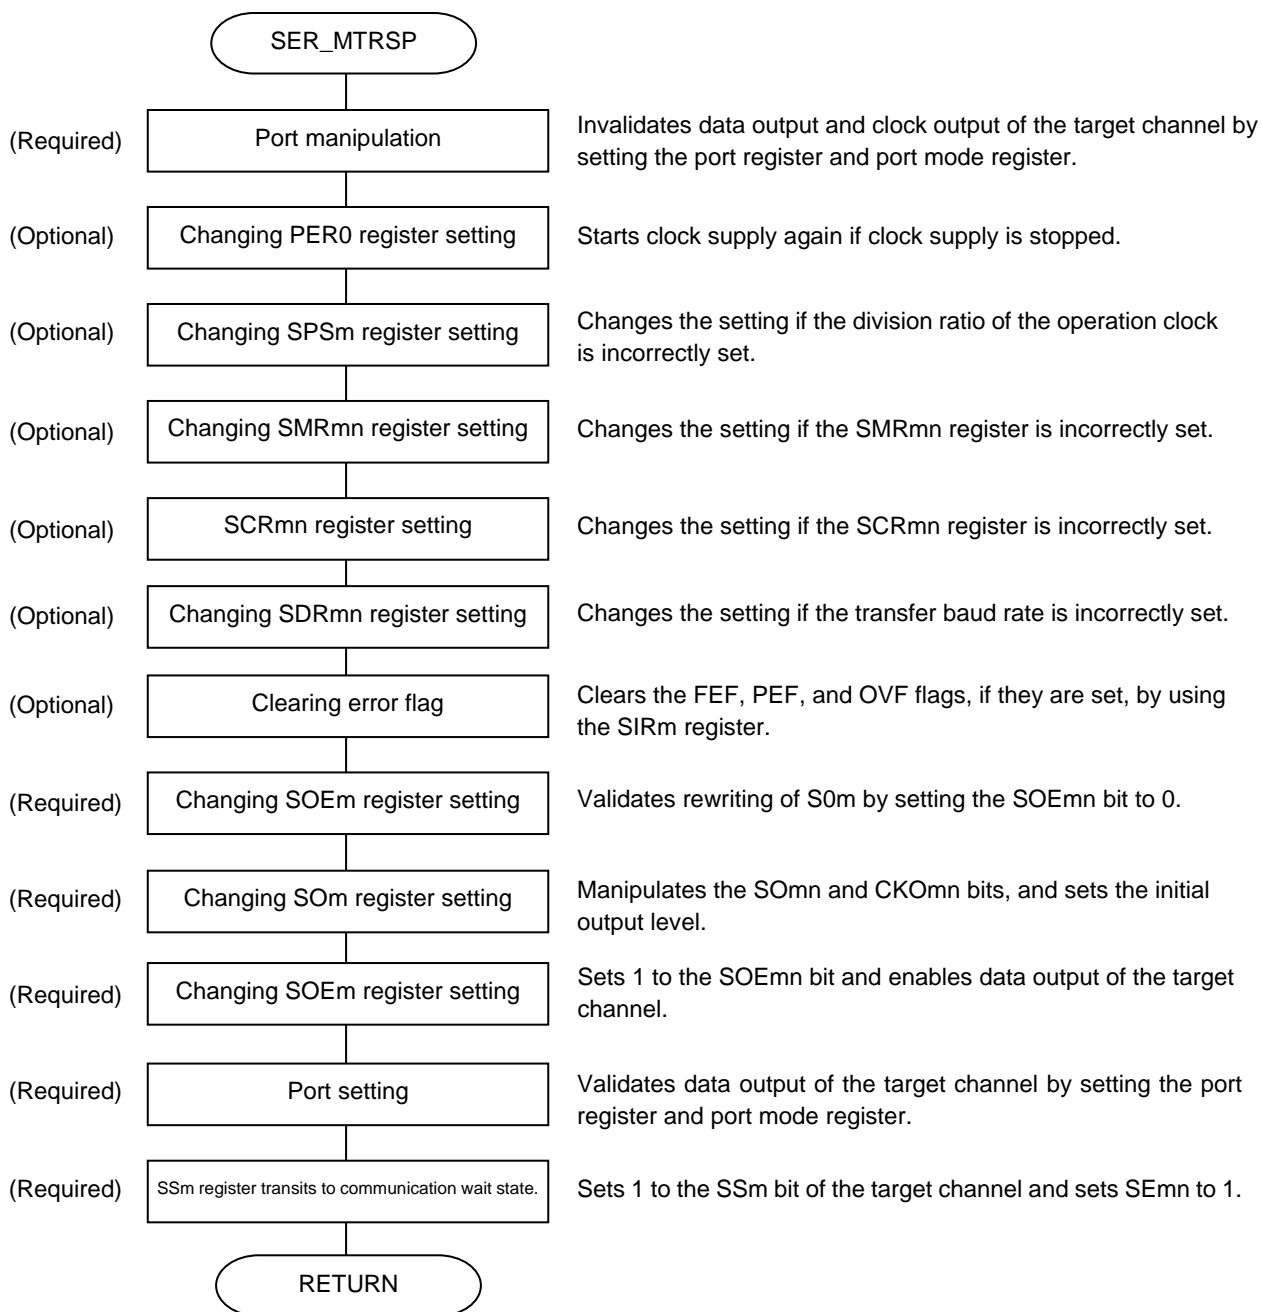 SER_MTRSP
(Required)
Port manipulation
Invalidates data output and clock output of the target channel by
setting the port register and port mode register.
(Optional)
Changing PER0 register setting
Starts clock supply again if clock supply is stopped.
(Optional)
Changing SPSm register setting
Changes the setting if the division ratio of the operation clock
is incorrectly set.
(Optional)
Changing SMRmn register setting
Changes the setting if the SMRmn register is incorrectly set.
(Optional)
SCRmn register setting
Changes the setting if the SCRmn register is incorrectly set.
(Optional)
Changing SDRmn register setting
Changes the setting if the transfer baud rate is incorrectly set.
(Optional)
Clearing error flag
Clears the FEF, PEF, and OVF flags, if they are set, by using
the SIRm register.
(Required)
Changing SOEm register setting
Validates rewriting of S0m by setting the SOEmn bit to 0.
(Required)
Changing SOm register setting
Manipulates the SOmn and CKOmn bits, and sets the initial
output level.
(Required)
Changing SOEm register setting
Sets 1 to the SOEmn bit and enables data output of the target
channel.
(Required)
Port setting
Validates data output of the target channel by setting the port
register and port mode register.
(Required)
SSm register transits to communication wait state.
Sets 1 to the SSm bit of the target channel and sets SEmn to 1.
RETURN